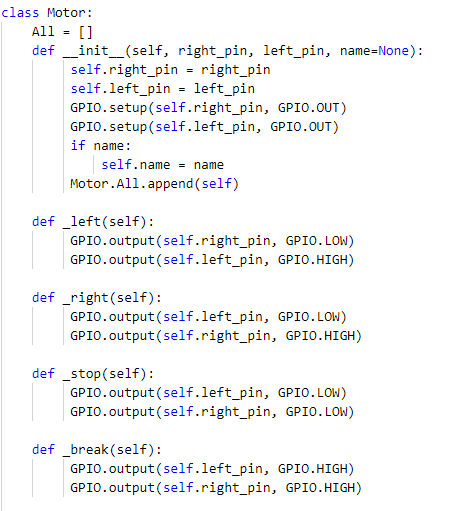 class Motor:
    All = []
    def __init__(self, right_pin, left_pin, name=None):
        self.right_pin = right_pin
        self.left_pin = left_pin
        GPIO.setup(self.right_pin, GPIO.OUT)
        GPIO.setup(self.left_pin, GPIO.OUT)
        if name:
            self.name = name
        Motor.All.append(self)

    def _left(self):
        GPIO.output(self.right_pin, GPIO.LOW)
        GPIO.output(self.left_pin, GPIO.HIGH)

    def _right(self):
        GPIO.output(self.left_pin, GPIO.LOW)
        GPIO.output(self.right_pin, GPIO.HIGH)

    def _stop(self):
        GPIO.output(self.left_pin, GPIO.LOW)
        GPIO.output(self.right_pin, GPIO.LOW)

    def _break(self):
        GPIO.output(self.left_pin, GPIO.HIGH)
        GPIO.output(self.right_pin, GPIO.HIGH)